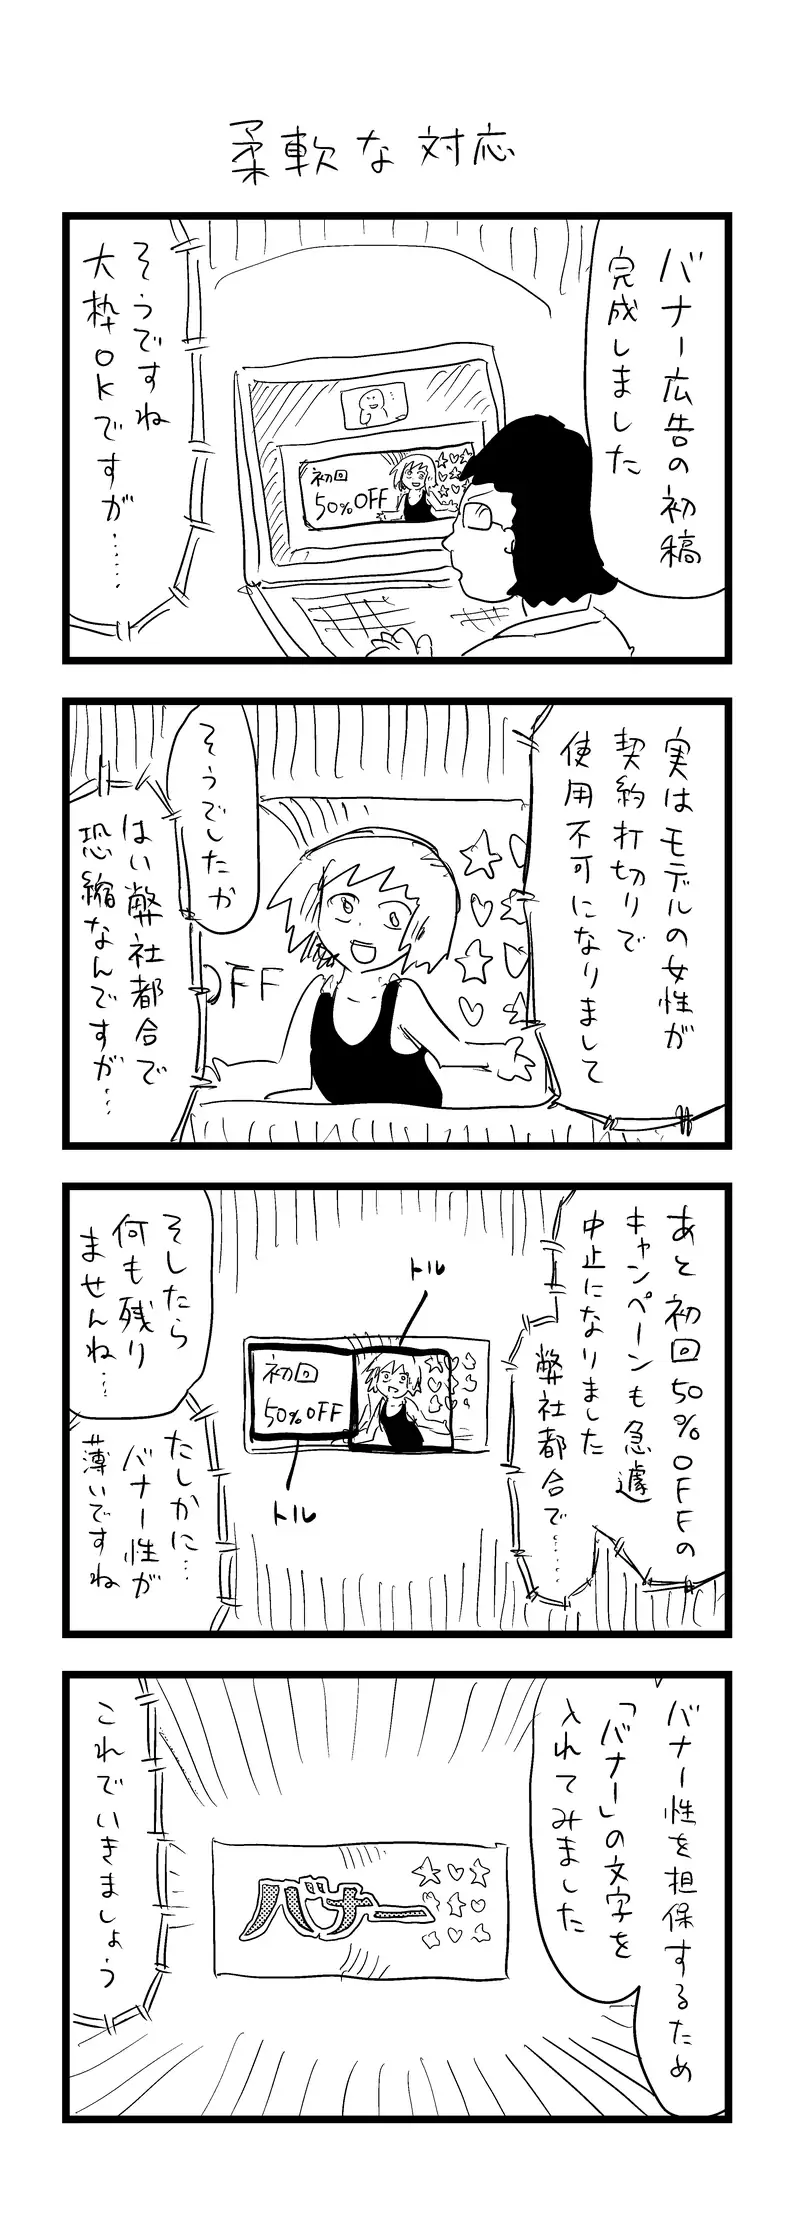 柔軟な対応
バナー広告の初稿
完成しました
初回
50%OFF
そうですね
大枠OKですが……
実はモデルの女性が
契約打切りで
使用不可になりまして
そうでしたか
OFF
はい弊社都合で
恐縮なんですが…
あと初回50%OFFの
キャンペーンも急遽
中止になりました
弊社都合で……
トル
初回
50%OFF
トル
そしたら
何も残り
ませんね…
たしかに…
バナー性が
薄いですね
バナー性を担保するため
「バナー」の文字を
入れてみました
バナー
これでいきましょう